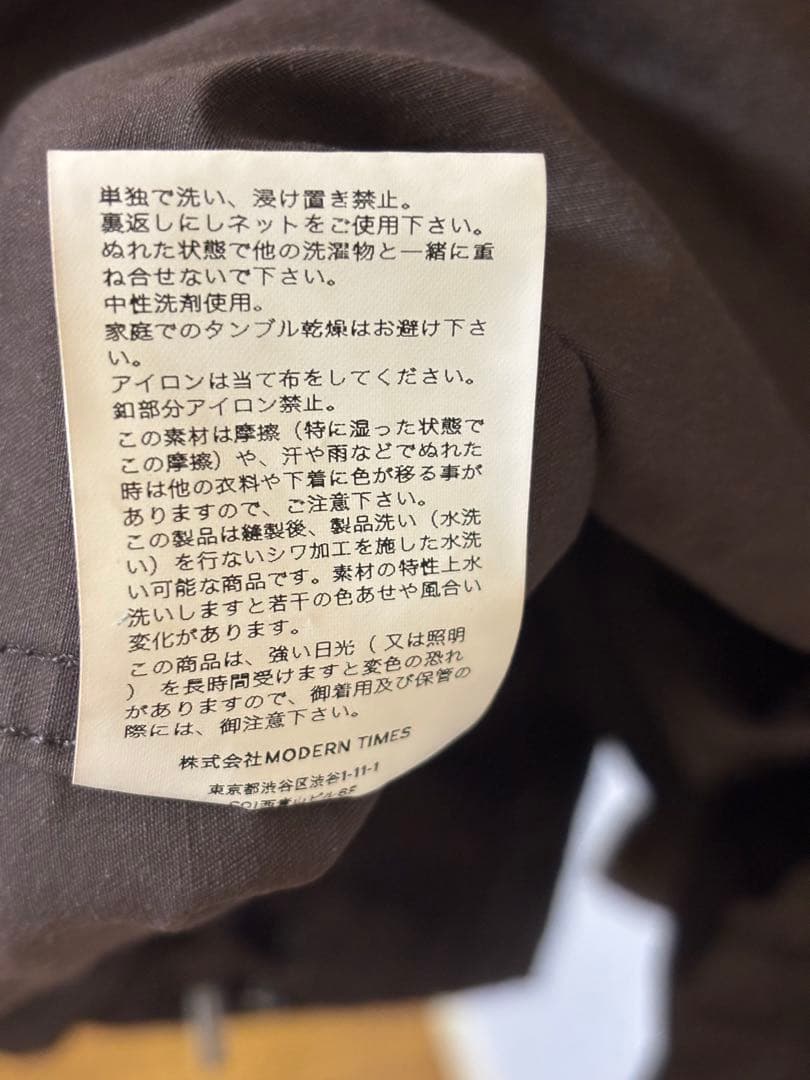 単独で洗い、浸け置き禁止。
裏返しにしネットをご使用下さい。
ぬれた状態で他の洗濯物と一緒に重
ね合せないで下さい。
中性洗剤使用。
家庭でのタンブル乾燥はお避け下さ
い。
アイロンは当て布をしてください。
釦部分アイロン禁止。
この素材は摩擦（特に湿った状態で
この摩擦）や、汗や雨などでぬれた
時は他の衣料や下着に色が移る事が
ありますので、ご注意下さい。
この製品は縫製後、製品洗い（水洗
い）を行ないシワ加工を施した水洗
い可能な商品です。素材の特性上水
洗いしますと若干の色あせや風合い
変化があります。
この商品は、強い日光（又は照明
）を長時間受けますと変色の恐れ
がありますので、御着用及び保管の
際には、御注意下さい。
株式会社MODERN TIMES
東京都渋谷区渋谷1-11-1
西青山ビル